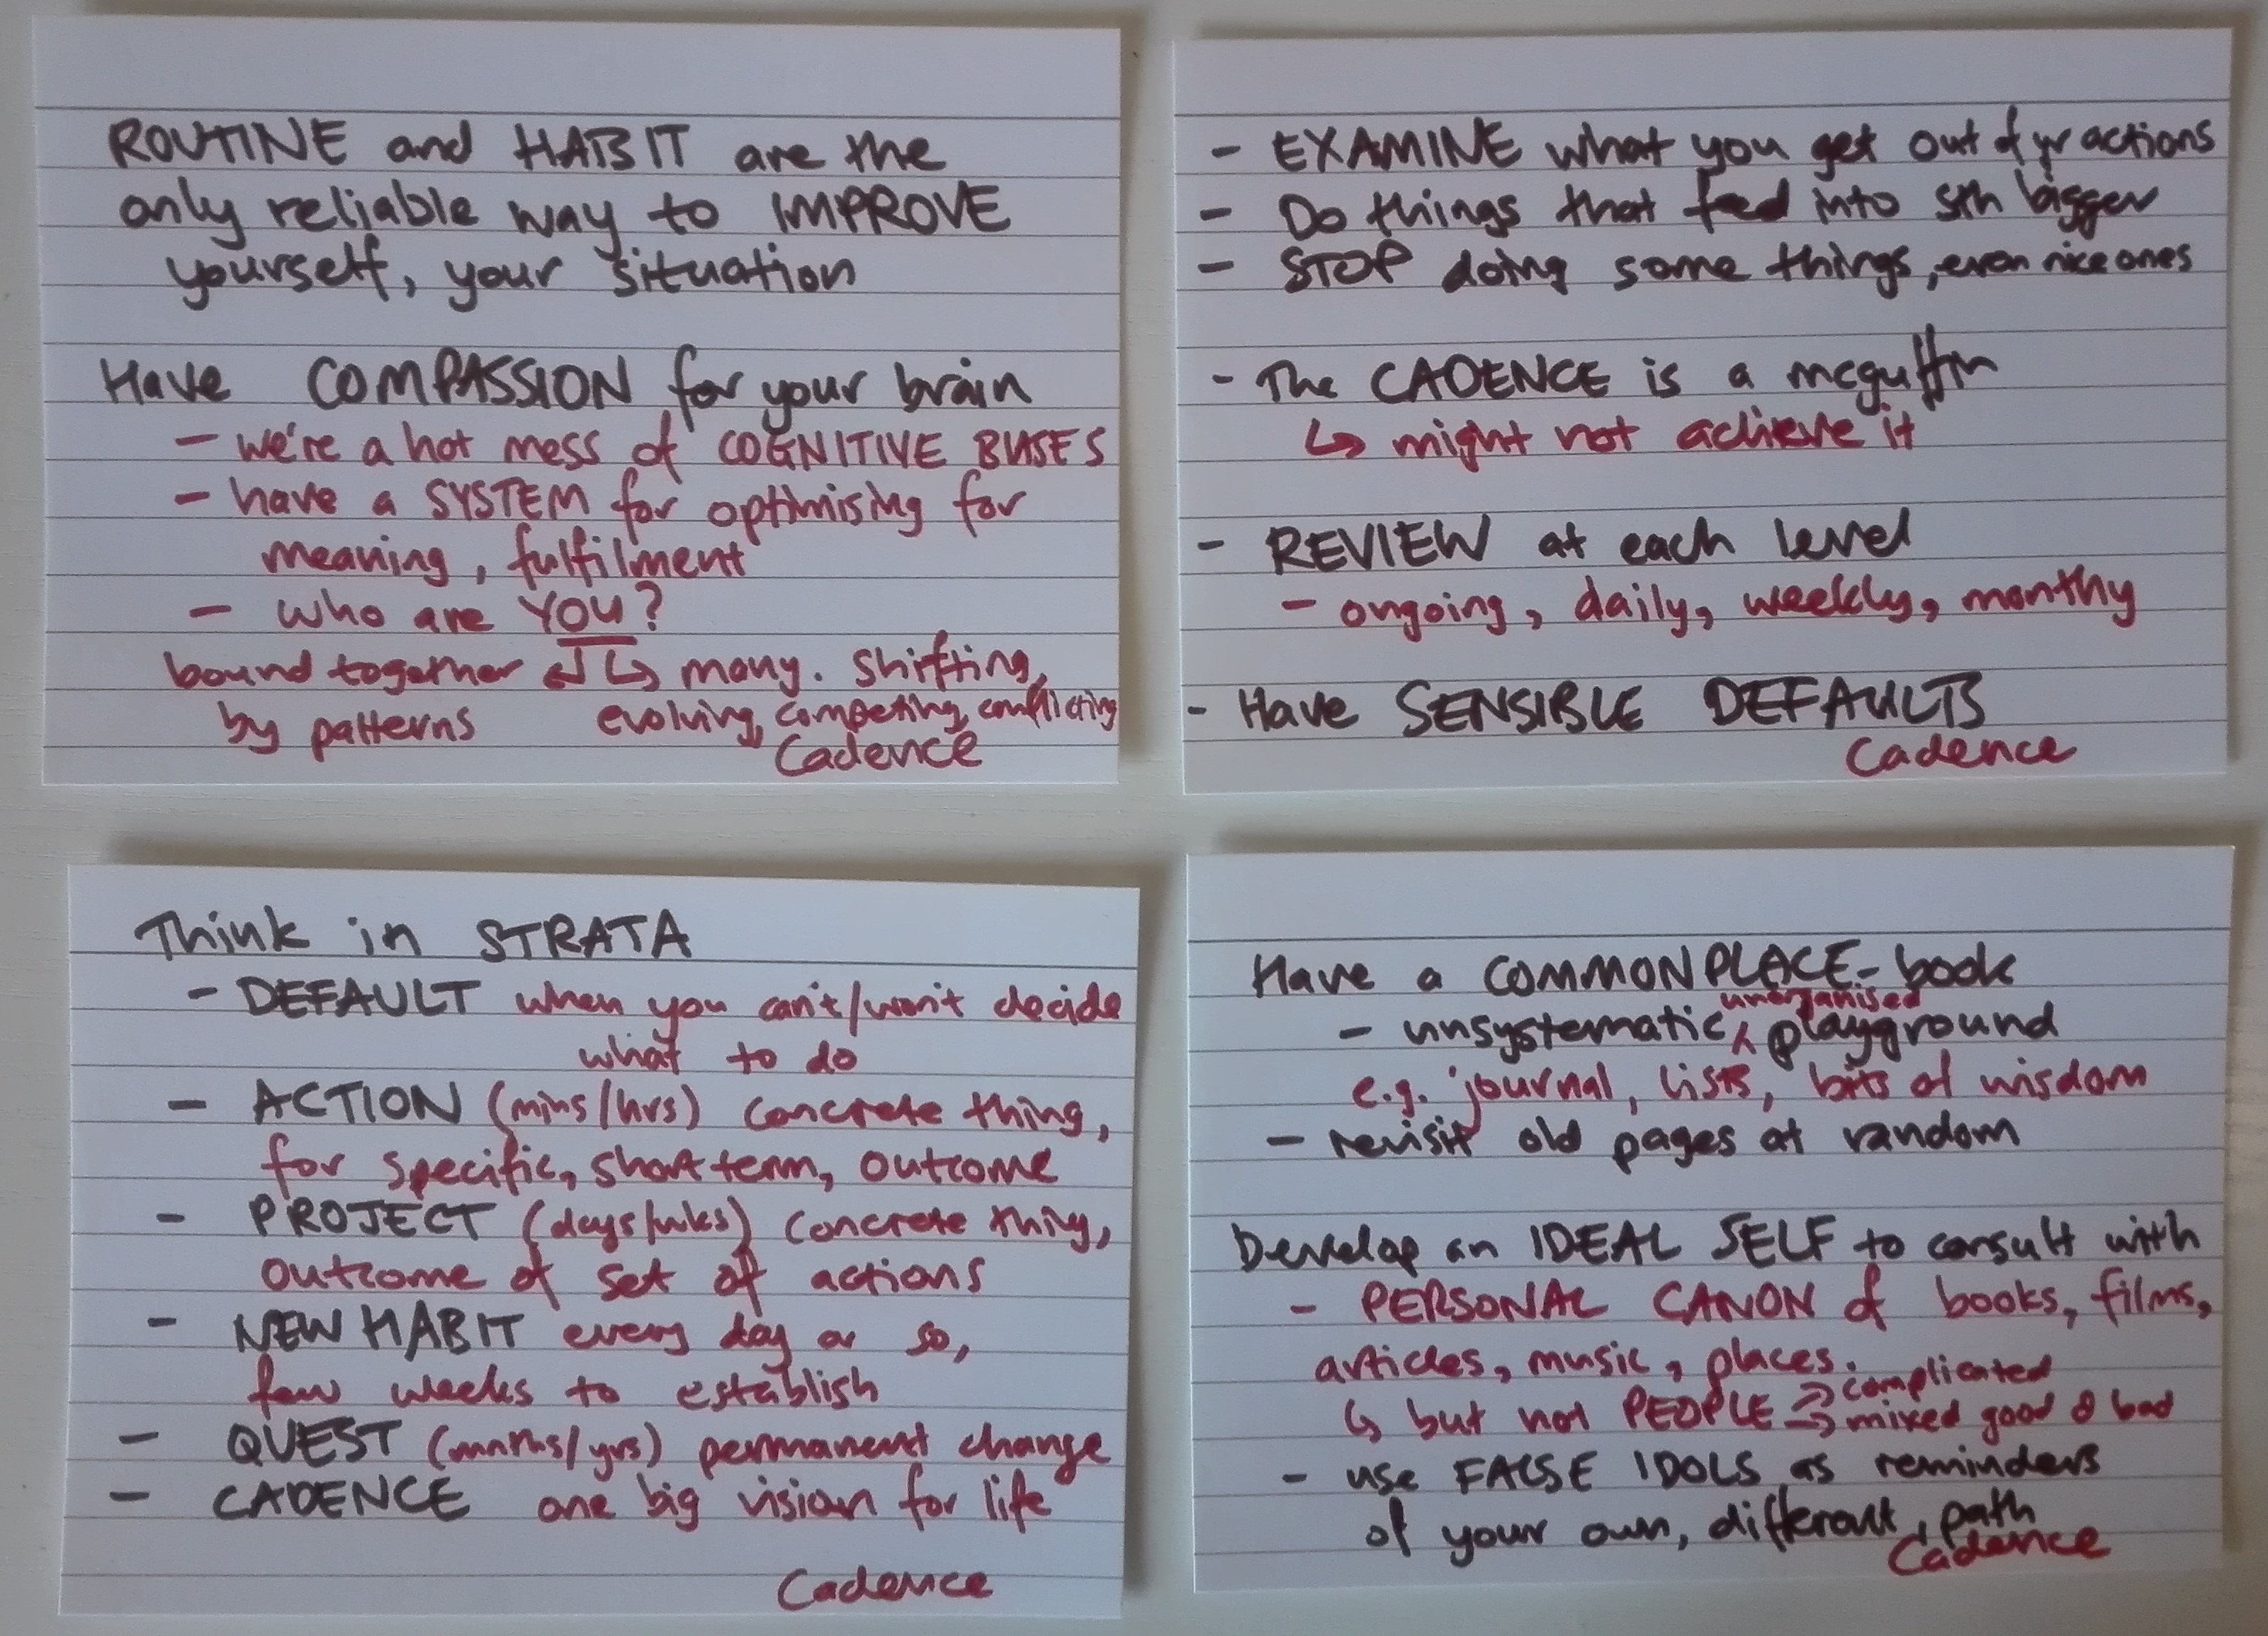 ROUTINE and HABIT are the
only reliable way to IMPROVE
yourself, your situation
Have COMPASSION for your brain
- we're a hot mess of COGNITIVE BIASES
- have a SYSTEM for optimising for
meaning, fulfilment
- who are YOU?
bound together ↲ ↳ many. shifting,
by patterns evolving, competing, conflicting
Cadence
- EXAMINE what you get out of yr actions
- Do things that feed into sth bigger
- STOP doing some things, even nice ones
- The CADENCE is a mcguffin
↳ might not achieve it
- REVIEW at each level
- ongoing, daily, weekly, monthy
- Have SENSIBLE DEFAULTS
Cadence
Think in STRATA
- DEFAULT when you can't/won't decide
what to do
- ACTION (mins/hrs) concrete thing,
for specific, short term, outcome
- PROJECT (days/wks) concrete thing,
outcome of set of actions
- NEW HABIT every day or so,
few weeks to establish
- QUEST (mnths/yrs) permanent change
- CADENCE one big vision for life
Cadence
Have a COMMONPLACE-book
- unsystematic, unorganised playground
e.g. journal, lists, bits of wisdom
- revisit old pages at random
Develop an IDEAL SELF to consult with
- PERSONAL CANON of books, films,
articles, music, places.
↳ but not PEOPLE → complicated
→ mixed good & bad
- use FALSE IDOLS as reminders
of your own, different, path
Cadence